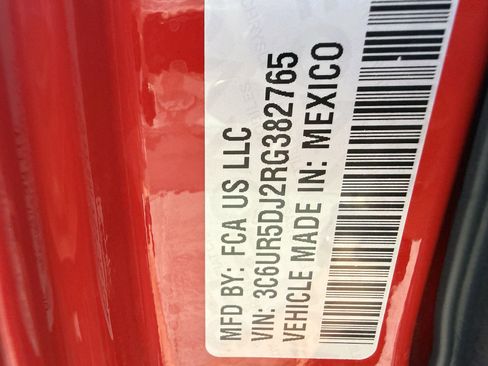 MFD BY: FCA US LLC
VIN: 3C6UR5DJ2RG382765
VEHICLE MADE IN: MEXICO